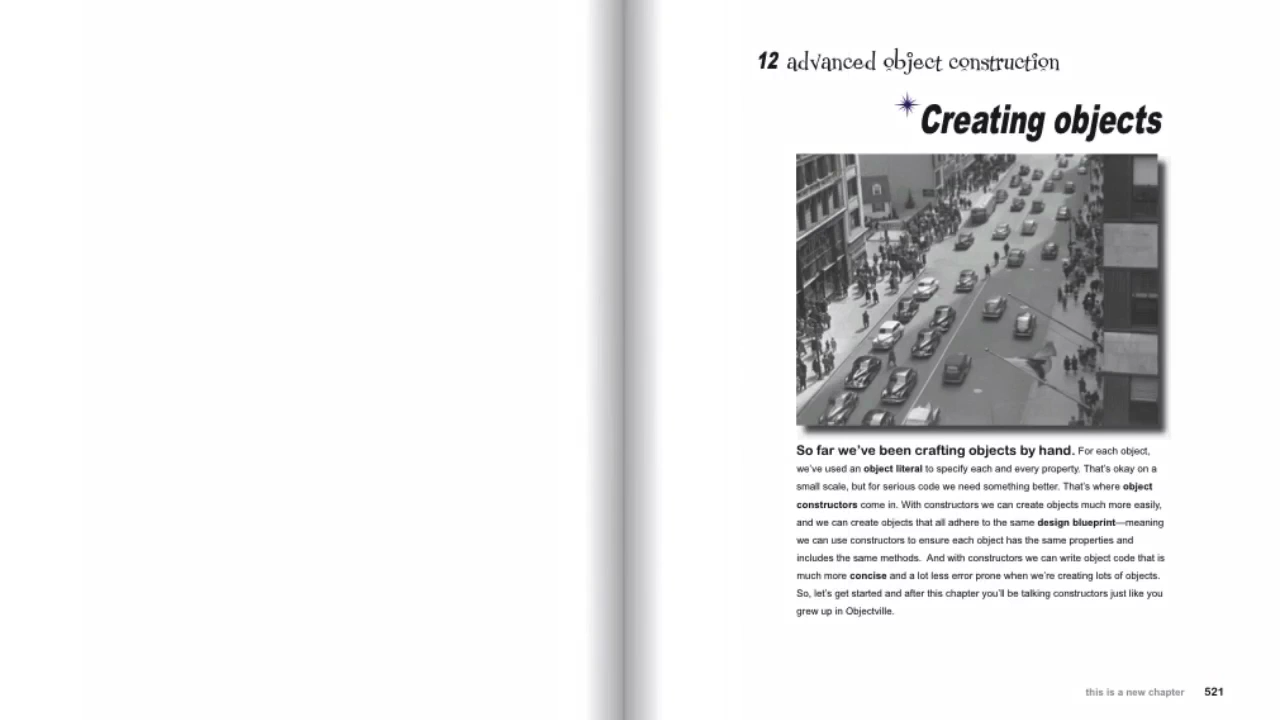 12 advanced object construction
Creating objects
So far we've been crafting objects by hand. For each object,
we've used an object literal to specify each and every property. That's okay on a
small scale, but for serious code we need something better. That's where object
constructors come in. With constructors we can create objects much more easily,
and we can create objects that all adhere to the same design blueprint—meaning
we can use constructors to ensure each object has the same properties and
includes the same methods.  And with constructors we can write object code that is
much more concise and a lot less error prone when we're creating lots of objects.
So, let's get started and after this chapter you'll be talking constructors just like you
grew up in Objectville.
this is a new chapter 521